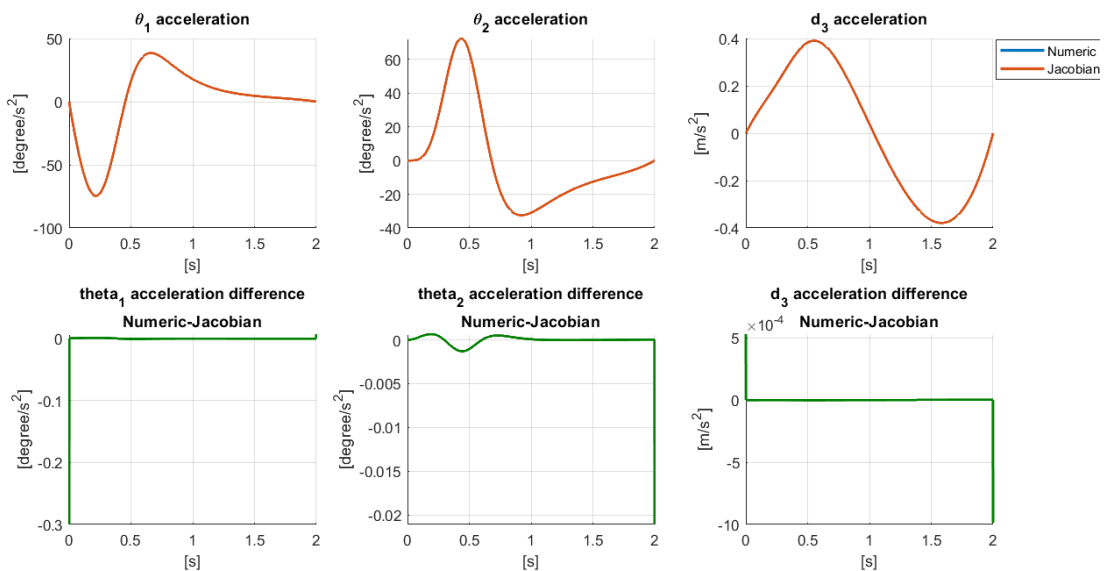 θ1 acceleration
50
0
-50
-100
[degree/s2]
0 0.5 1 1.5 2
[s]
θ2 acceleration
60
40
20
0
-20
-40
[degree/s2]
0 0.5 1 1.5 2
[s]
d3 acceleration
0.4
0.2
0
-0.2
-0.4
[m/s2]
0 0.5 1 1.5 2
[s]
Numeric
Jacobian
theta1 acceleration difference
Numeric-Jacobian
0
-0.1
-0.2
-0.3
[degree/s2]
0 0.5 1 1.5 2
[s]
theta2 acceleration difference
Numeric-Jacobian
0
-0.005
-0.01
-0.015
-0.02
[degree/s2]
0 0.5 1 1.5 2
[s]
d3 acceleration difference
Numeric-Jacobian
×10-4
5
0
-5
-10
[m/s2]
0 0.5 1 1.5 2
[s]